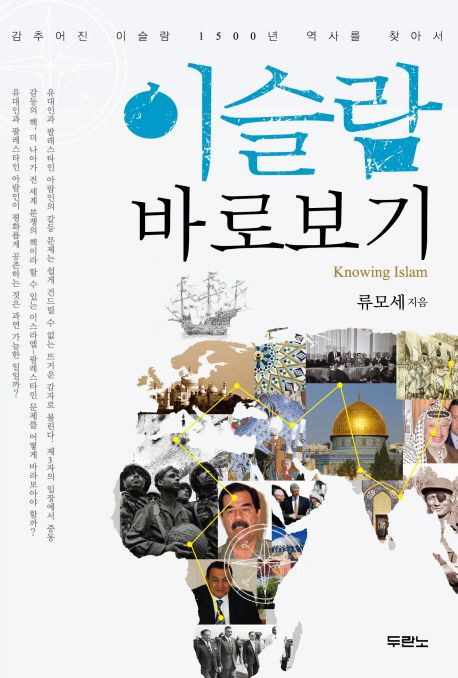 감추어진 이슬람 1500년 역사를 찾아서
이슬람
바로보기
Knowing Islam
류모세 지음
유대인과 팔레스타인 아랍인의 갈등 문제는 쉽게 건드릴 수 없는 뜨거운 감자로 불린다. 제3자의 입장에서 중동
갈등의 핵, 더 나아가 전 세계 분쟁의 핵이라 할 수 있는 이스라엘-팔레스타인 문제를 어떻게 바라보아야 할까?
유대인과 팔레스타인 아랍인이 평화롭게 공존하는 것은 과연 가능한 일일까?
두란노